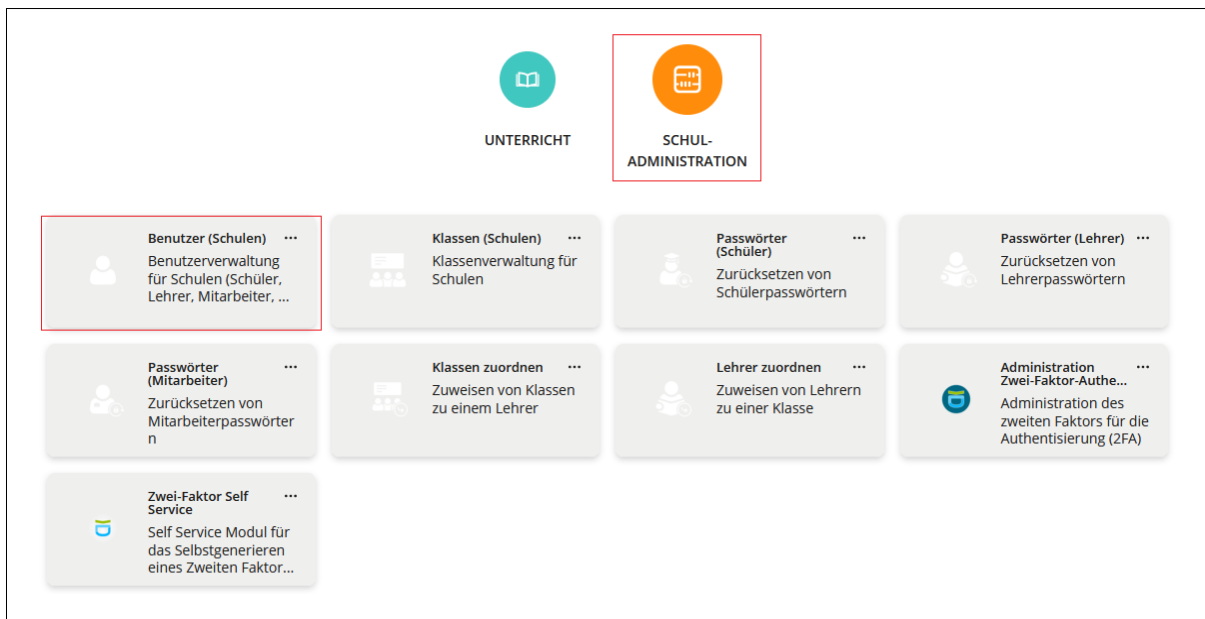 UNTERRICHT
SCHUL-
ADMINISTRATION
Benutzer (Schulen) ...
Benutzerverwaltung
für Schulen (Schüler,
Lehrer, Mitarbeiter, ...
Klassen (Schulen) ...
Klassenverwaltung für
Schulen
Passwörter ...
(Schüler)
Zurücksetzen von
Schülerpasswörtern
Passwörter (Lehrer) ...
Zurücksetzen von
Lehrerpasswörtern
Passwörter ...
(Mitarbeiter)
Zurücksetzen von
Mitarbeiterpasswörter
n
Klassen zuordnen ...
Zuweisen von Klassen
zu einem Lehrer
Lehrer zuordnen ...
Zuweisen von Lehrern
zu einer Klasse
Administration ...
Zwei-Faktor-Authe...
Administration des
zweiten Faktors für die
Authentisierung (2FA)
Zwei-Faktor Self ...
Service
Self Service Modul für
das Selbstgenerieren
eines Zweiten Faktor...